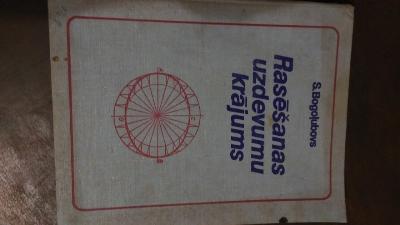 S.Bogoļubovs
Rasēšanas
uzdevumu
krājums